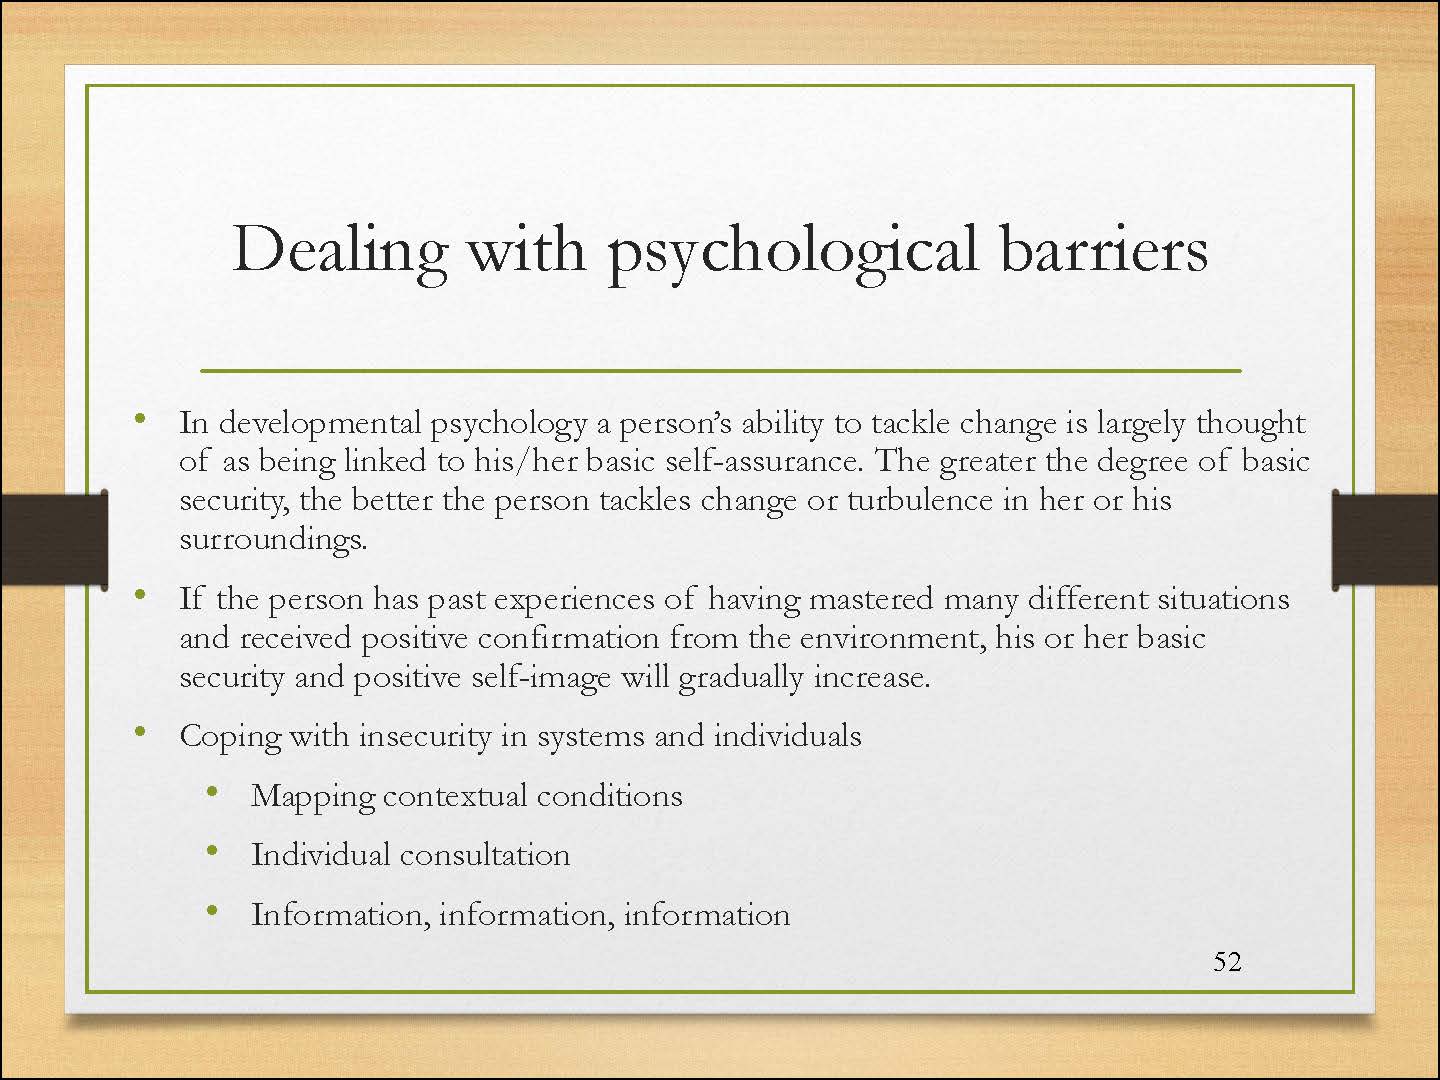 Dealing with psychological barriers
• In developmental psychology a person’s ability to tackle change is largely thought
of as being linked to his/her basic self-assurance. The greater the degree of basic
security, the better the person tackles change or turbulence in her or his
surroundings.
• If the person has past experiences of having mastered many different situations
and received positive confirmation from the environment, his or her basic
security and positive self-image will gradually increase.
• Coping with insecurity in systems and individuals
• Mapping contextual conditions
• Individual consultation
• Information, information, information
52